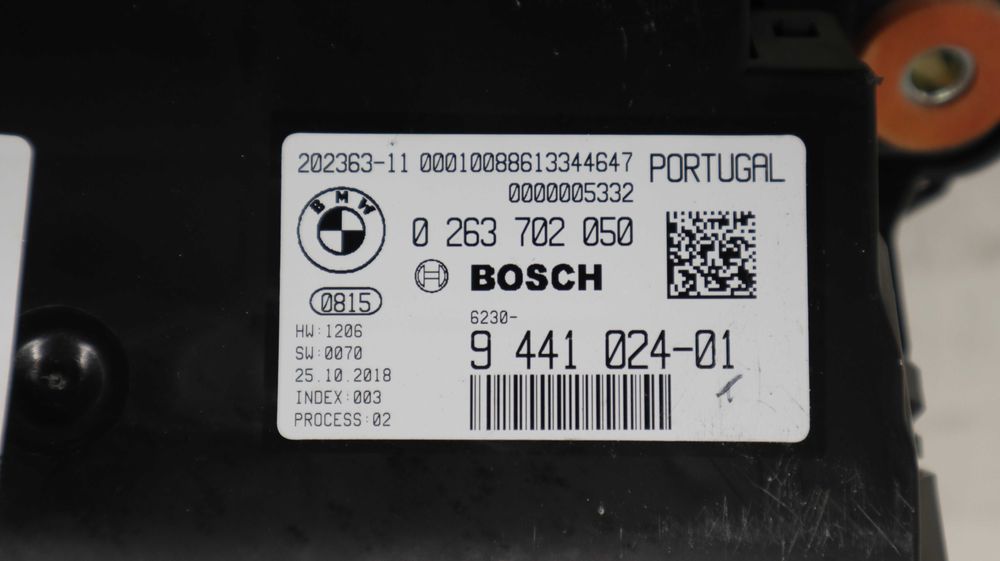 202363-11 00010088613344647 PORTUGAL
0000005332
BMW
0 263 702 050
BOSCH
0815
6230-
HW:1206
9 441 024-01
SW:0070
25.10.2018
INDEX:003
PROCESS:02